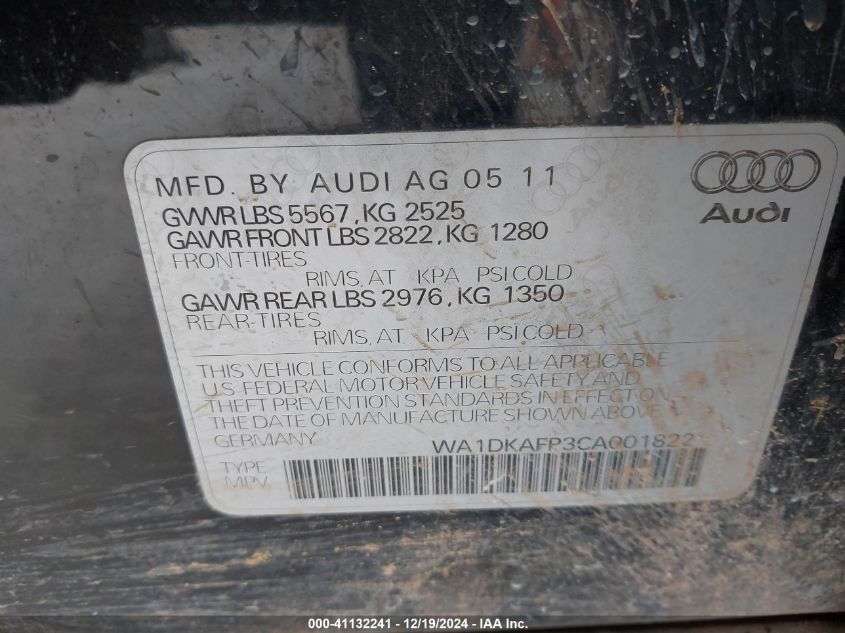 MFD. BY AUDI AG 05 11
Audi
GVWR LBS 5567, KG 2525
GAWR FRONT LBS 2822, KG 1280
FRONT-TIRES
RIMS, AT KPA PSI COLD
GAWR REAR LBS 2976, KG 1350
REAR-TIRES
RIMS, AT KPA PSI COLD
THIS VEHICLE CONFORMS TO ALL APPLICABLE
U.S. FEDERAL MOTOR VEHICLE SAFETY AND
THEFT PREVENTION STANDARDS IN EFFECT ON
THE DATE OF MANUFACTURE SHOWN ABOVE.
GERMANY WA1DKAFP3CA001822
TYPE
MPV
000-41132241 - 12/19/2024 - IAA Inc.